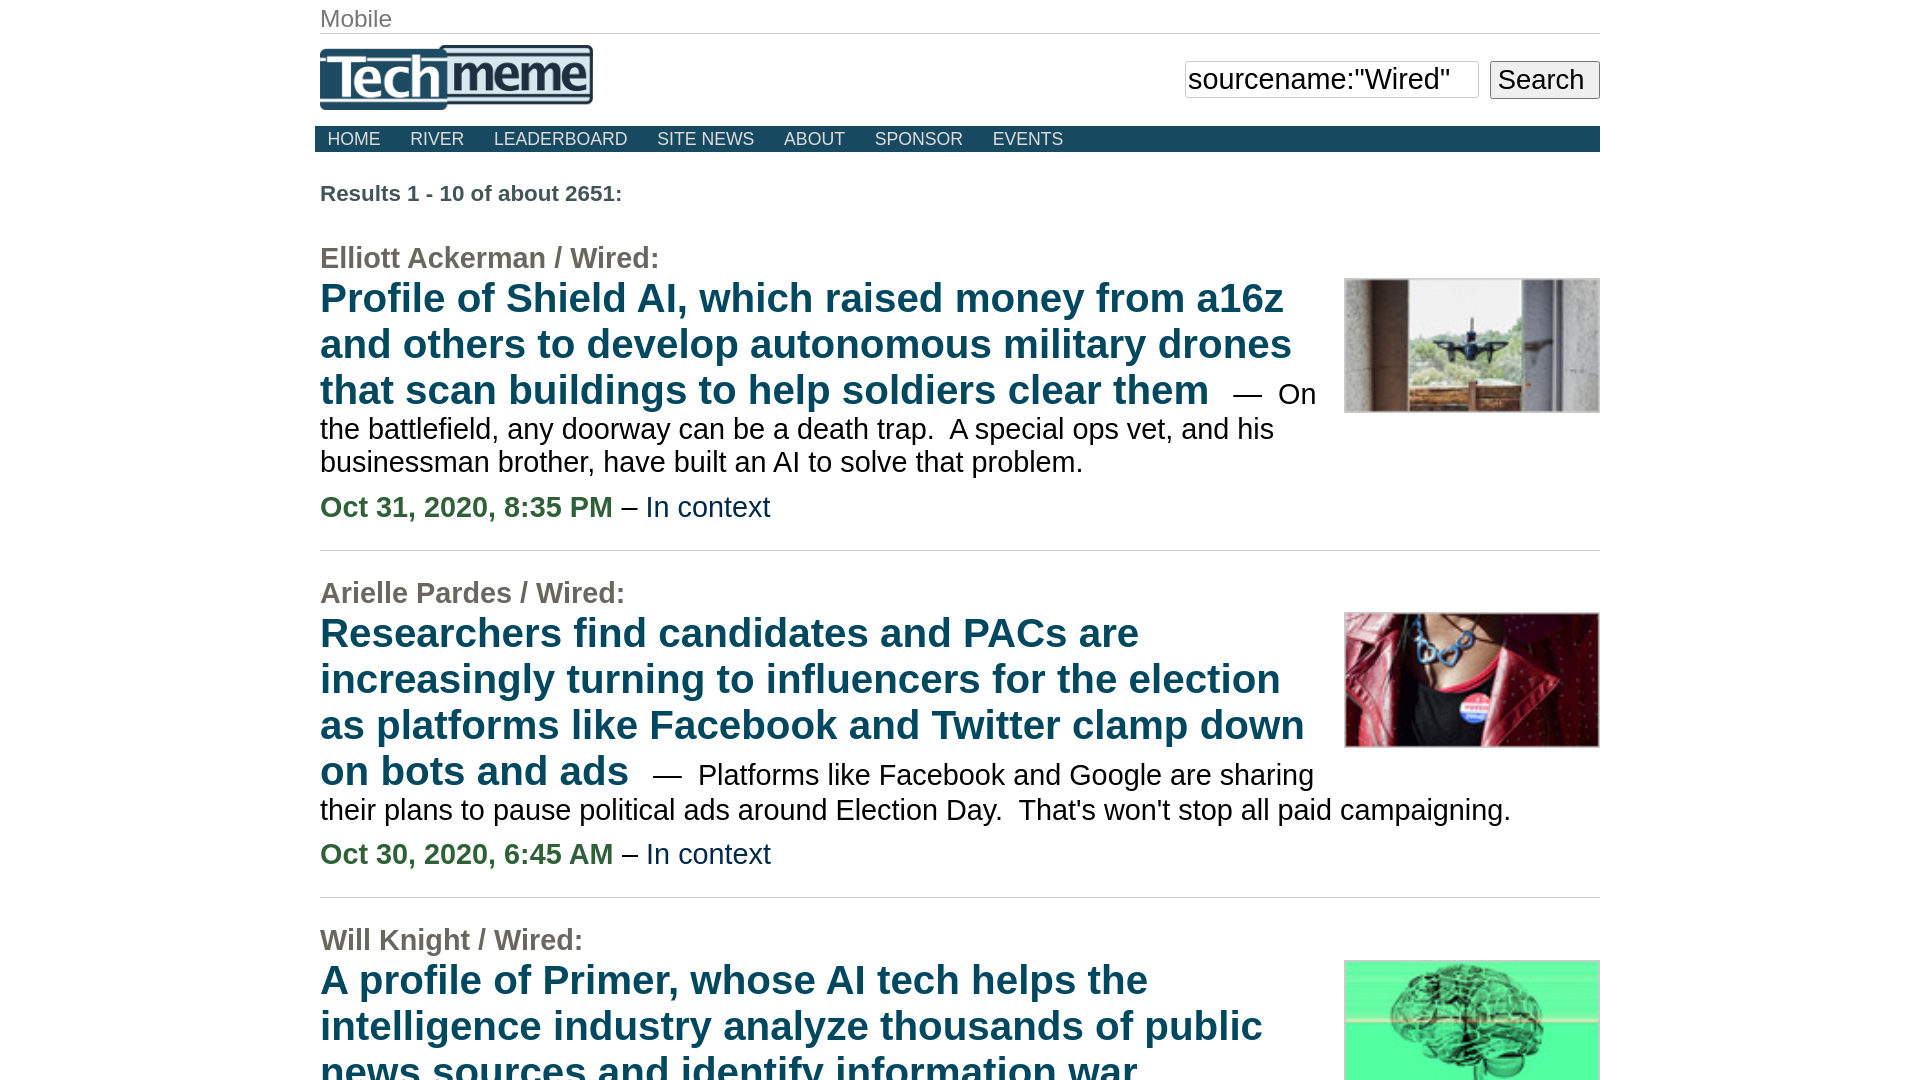 Mobile
Techmeme
sourcename:"Wired" Search
HOME RIVER LEADERBOARD SITE NEWS ABOUT SPONSOR EVENTS
Results 1 - 10 of about 2651:
Elliott Ackerman / Wired:
Profile of Shield AI, which raised money from a16z
and others to develop autonomous military drones
that scan buildings to help soldiers clear them — On
the battlefield, any doorway can be a death trap. A special ops vet, and his
businessman brother, have built an AI to solve that problem.
Oct 31, 2020, 8:35 PM – In context
Arielle Pardes / Wired:
Researchers find candidates and PACs are
increasingly turning to influencers for the election
as platforms like Facebook and Twitter clamp down
on bots and ads — Platforms like Facebook and Google are sharing
their plans to pause political ads around Election Day. That's won't stop all paid campaigning.
Oct 30, 2020, 6:45 AM – In context
Will Knight / Wired:
A profile of Primer, whose AI tech helps the
intelligence industry analyze thousands of public
news sources and identify information war